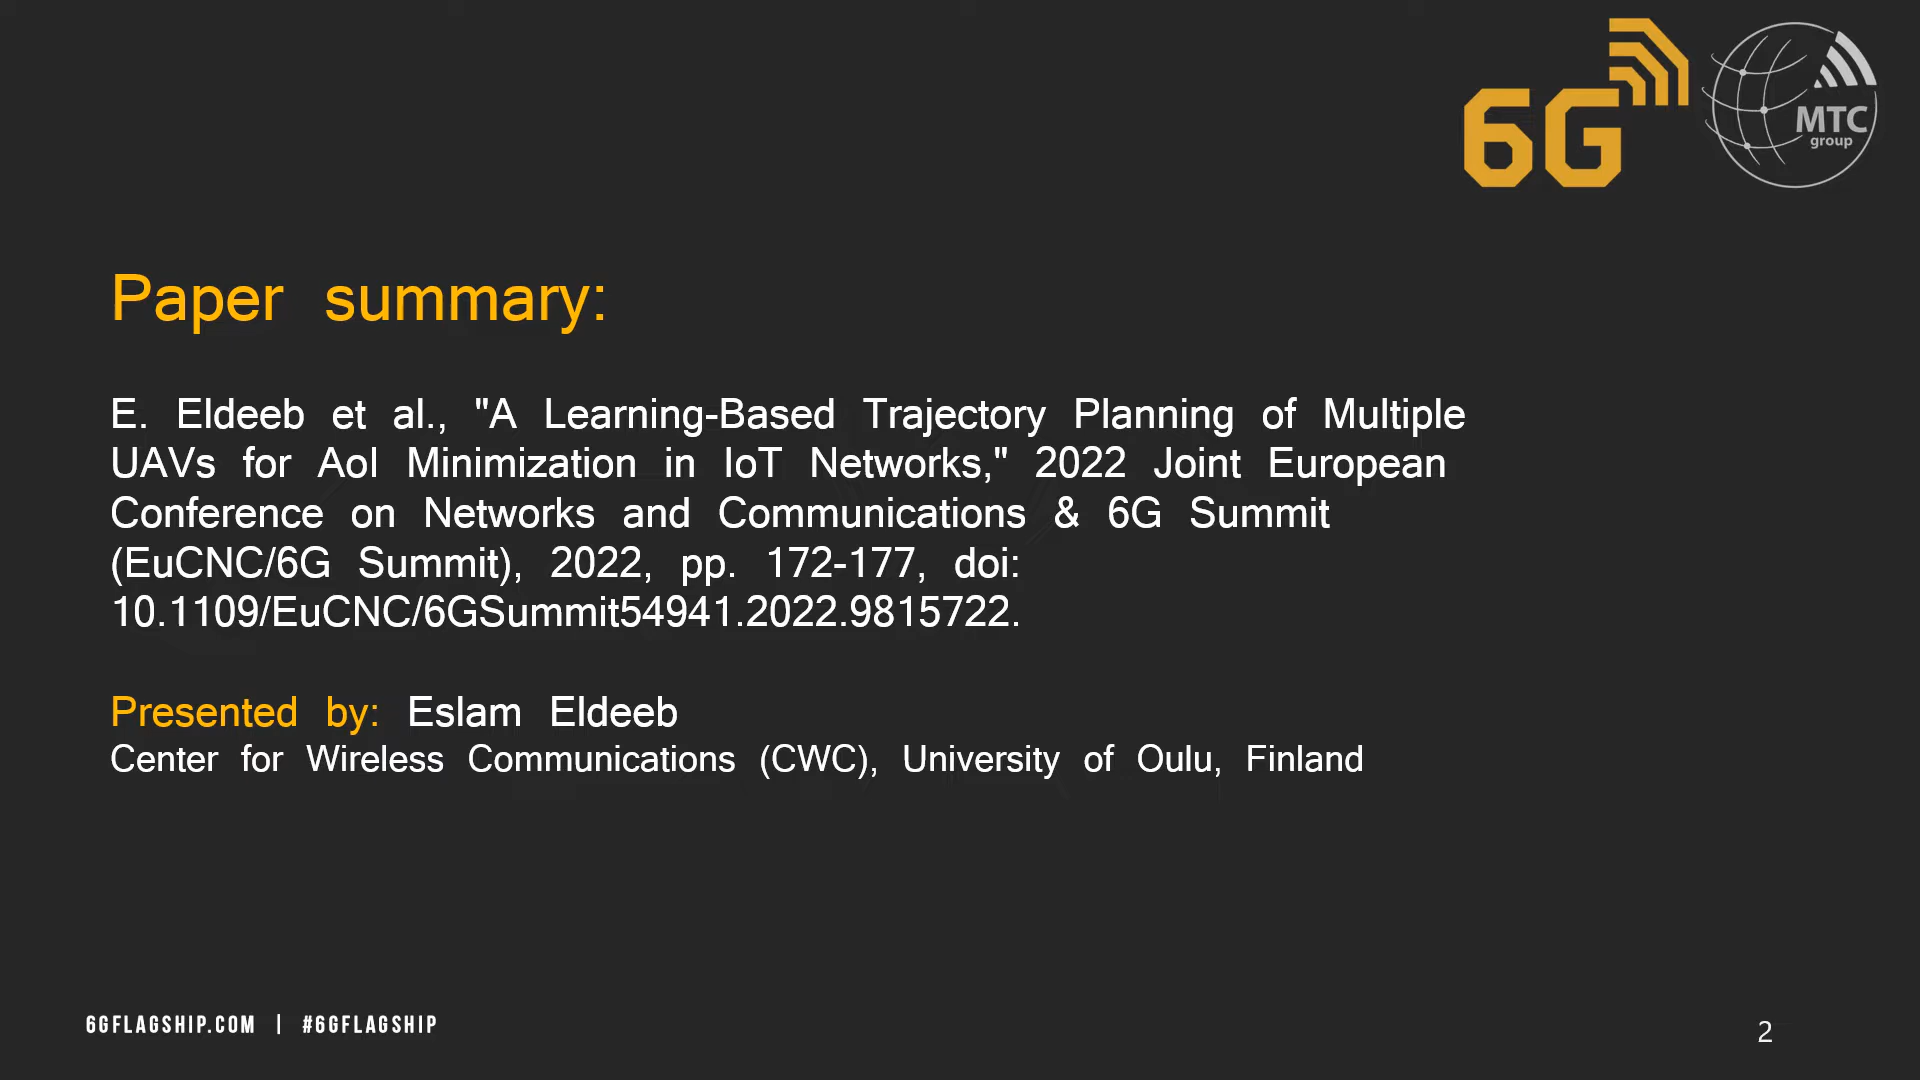 6G
MTC
group
Paper summary:
E. Eldeeb et al., "A Learning-Based Trajectory Planning of Multiple
UAVs for AoI Minimization in IoT Networks," 2022 Joint European
Conference on Networks and Communications & 6G Summit
(EuCNC/6G Summit), 2022, pp. 172-177, doi:
10.1109/EuCNC/6GSummit54941.2022.9815722.
Presented by: Eslam Eldeeb
Center for Wireless Communications (CWC), University of Oulu, Finland
6GFLAGSHIP.COM | #6GFLAGSHIP
2